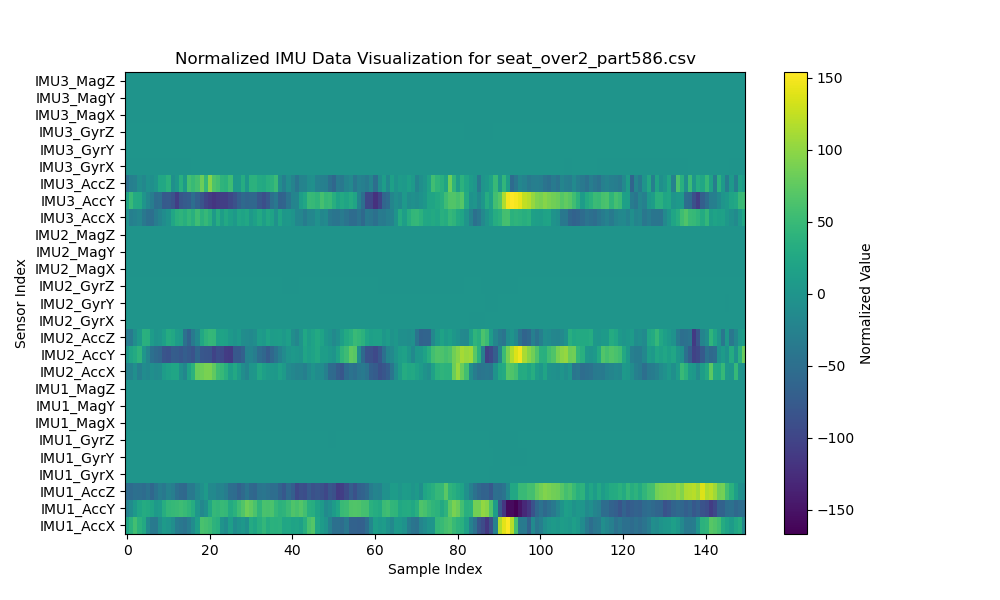 Normalized IMU Data Visualization for seat_over2_part586.csv
IMU3_MagZ
IMU3_MagY
IMU3_MagX
IMU3_GyrZ
IMU3_GyrY
IMU3_GyrX
IMU3_AccZ
IMU3_AccY
IMU3_AccX
IMU2_MagZ
IMU2_MagY
IMU2_MagX
IMU2_GyrZ
IMU2_GyrY
IMU2_GyrX
IMU2_AccZ
IMU2_AccY
IMU2_AccX
IMU1_MagZ
IMU1_MagY
IMU1_MagX
IMU1_GyrZ
IMU1_GyrY
IMU1_GyrX
IMU1_AccZ
IMU1_AccY
IMU1_AccX
Sensor Index
0 20 40 60 80 100 120 140
Sample Index
150
100
50
0
−50
−100
−150
Normalized Value